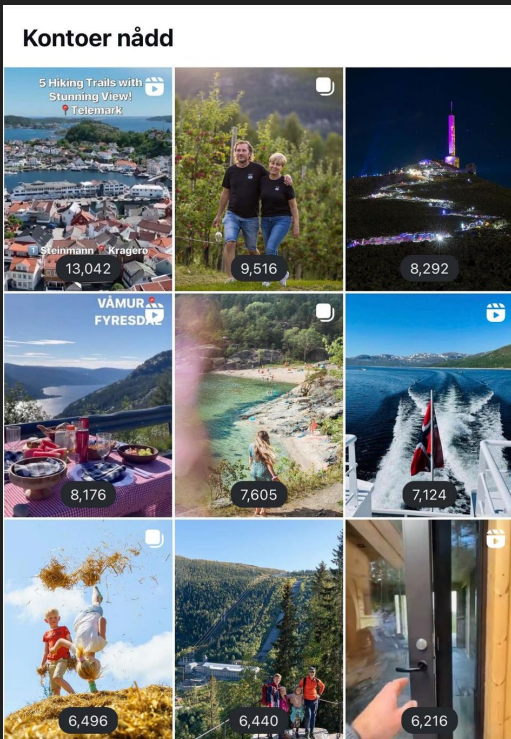 Kontoer nådd
5 Hiking Trails with
Stunning View!
📍Telemark
1 Steinmann 📍Kragerø
13,042
9,516
8,292
VÅMUR📍
FYRESDAL
8,176
7,605
7,124
6,496
6,440
6,216